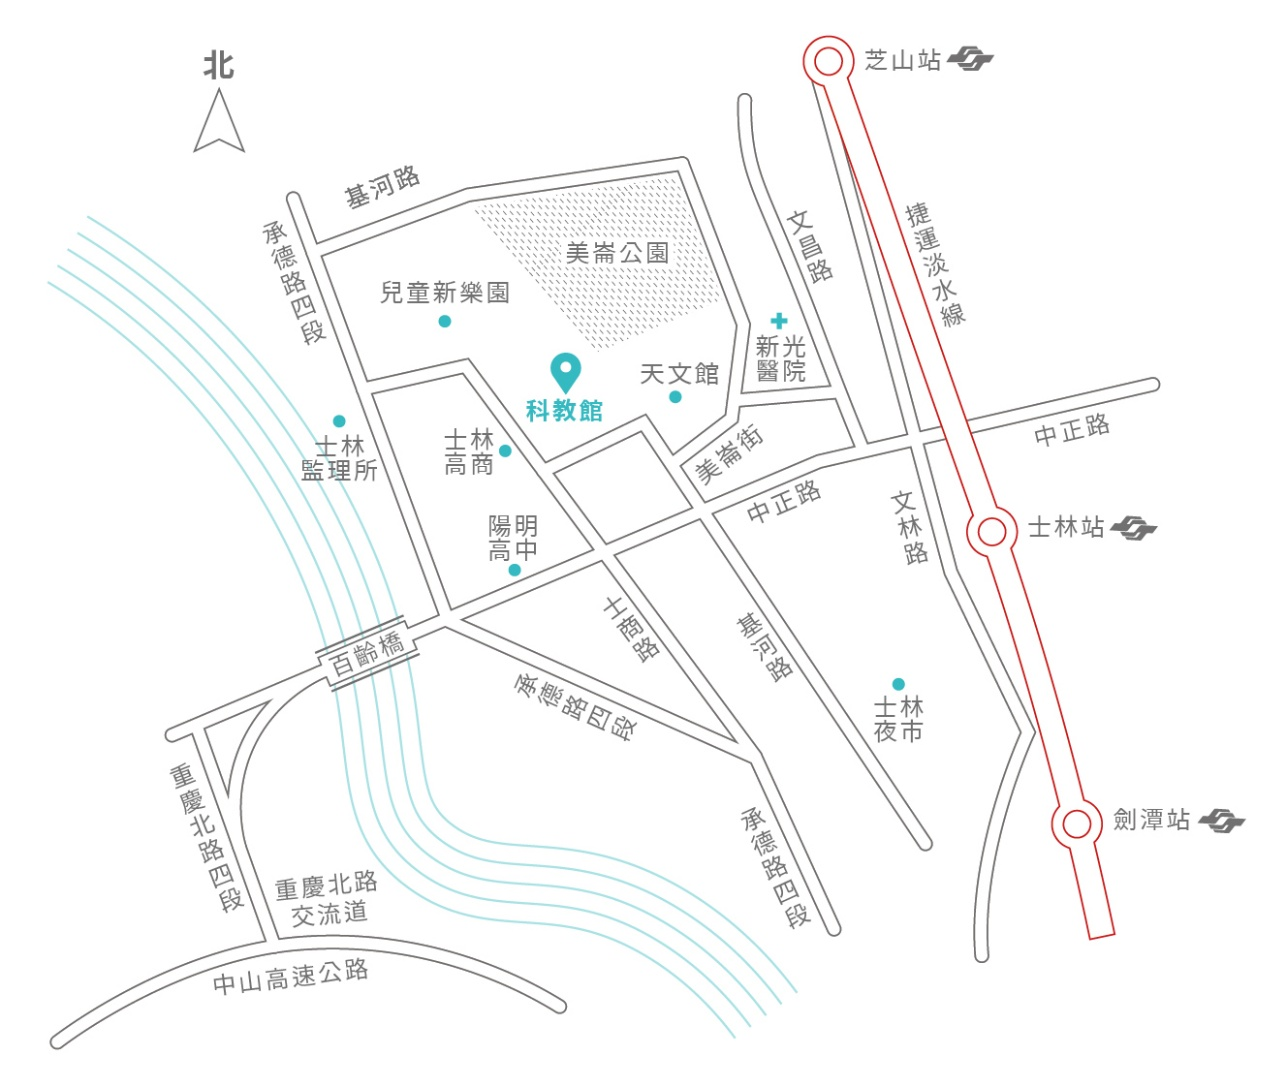 北
芝山站
基河路
承德路四段
文昌路
捷運淡水線
美崙公園
兒童新樂園
新光
醫院
天文館
科教館
士林
監理所
士林
高商
美崙街
中正路
中正路
文林路
士林站
陽明
高中
士商路
基河路
百齡橋
承德路四段
士林
夜市
重慶北路四段
承德路四段
劍潭站
重慶北路
交流道
中山高速公路